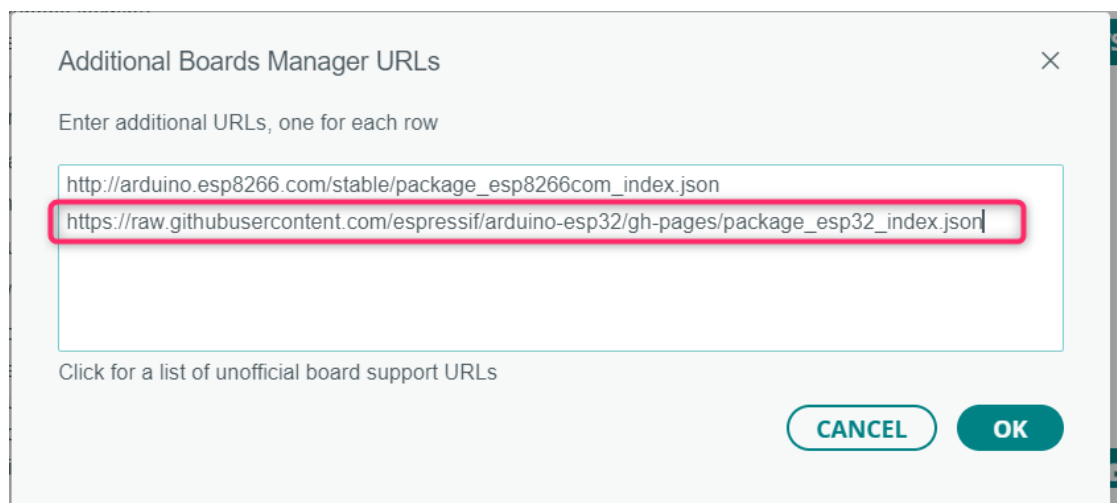 Additional Boards Manager URLs
Enter additional URLs, one for each row
http://arduino.esp8266.com/stable/package_esp8266com_index.json
https://raw.githubusercontent.com/espressif/arduino-esp32/gh-pages/package_esp32_index.json
Click for a list of unofficial board support URLs
CANCEL OK